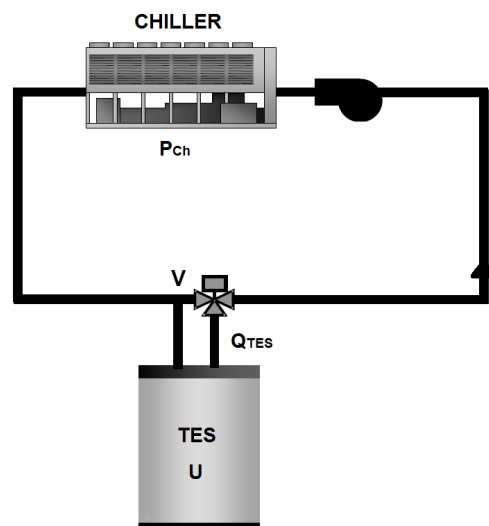 CHILLER
PCh
V
QTES
TES
U